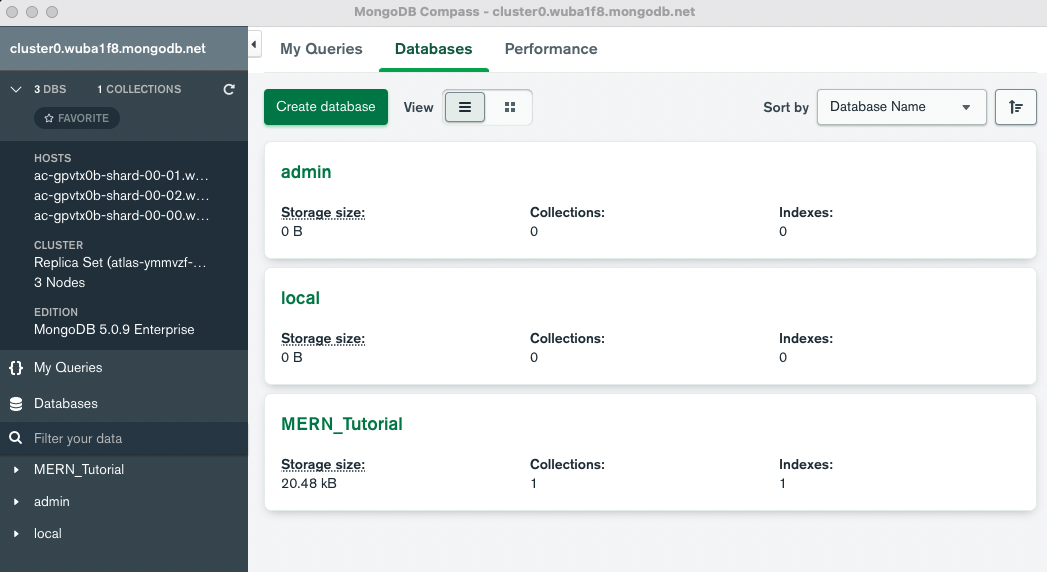 MongoDB Compass - cluster0.wuba1f8.mongodb.net
cluster0.wuba1f8.mongodb.net
3 DBS 1 COLLECTIONS
FAVORITE
HOSTS
ac-gpvtx0b-shard-00-01.w...
ac-gpvtx0b-shard-00-02.w...
ac-gpvtx0b-shard-00-00.w...
CLUSTER
Replica Set (atlas-ymmvzf-...
3 Nodes
EDITION
MongoDB 5.0.9 Enterprise
{} My Queries
Databases
Filter your data
MERN_Tutorial
admin
local
My Queries Databases Performance
Create database View Sort by Database Name
admin
Storage size: Collections: Indexes:
0 B 0 0
local
Storage size: Collections: Indexes:
0 B 0 0
MERN_Tutorial
Storage size: Collections: Indexes:
20.48 kB 1 1